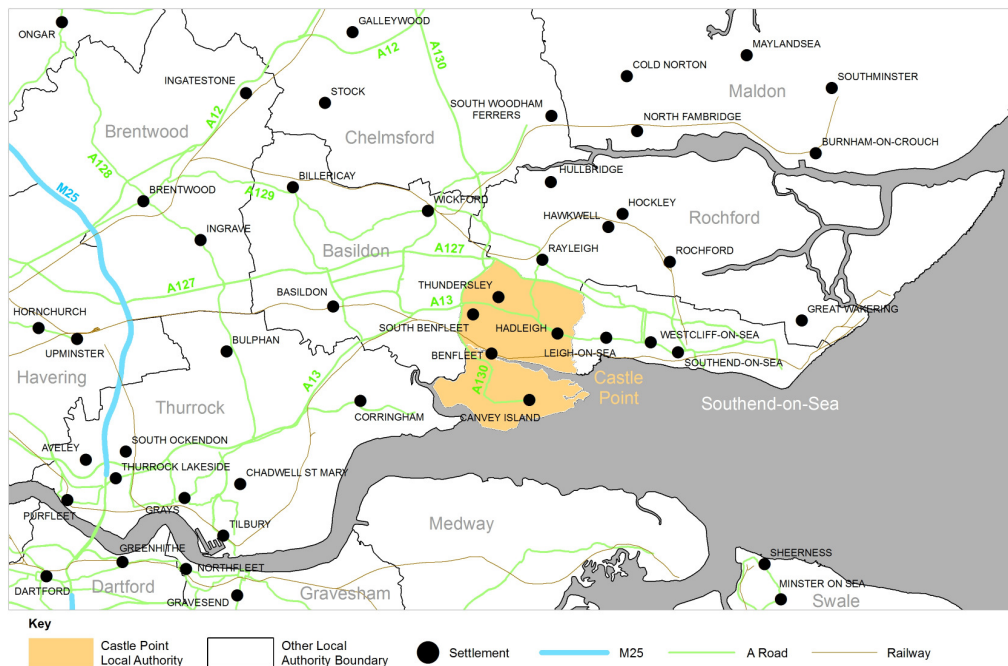 ONGAR
GALLEYWOOD
A12
A130
MAYLANDSEA
COLD NORTON
SOUTHMINSTER
INGATESTONE
STOCK
Maldon
SOUTH WOODHAM
FERRERS
A12
Brentwood
Chelmsford
NORTH FAMBRIDGE
BURNHAM-ON-CROUCH
A128
HULLBRIDGE
M25
BRENTWOOD
BILLERICAY
A129
WICKFORD
HOCKLEY
HAWKWELL
Rochford
INGRAVE
Basildon
A127
RAYLEIGH
ROCHFORD
A127
THUNDERSLEY
BASILDON
A13
GREAT WAKERING
HORNCHURCH
SOUTH BENFLEET
HADLEIGH
WESTCLIFF-ON-SEA
UPMINSTER
BULPHAN
BENFLEET
LEIGH-ON-SEA
SOUTHEND-ON-SEA
Havering
A13
A130
Castle
Point
Thurrock
CORRINGHAM
CANVEY ISLAND
Southend-on-Sea
SOUTH OCKENDON
AVELEY
THURROCK LAKESIDE
CHADWELL ST MARY
PURFLEET
GRAYS
TILBURY
Medway
GREENHITHE
SHEERNESS
NORTHFLEET
DARTFORD
Dartford
GRAVESEND
Gravesham
MINSTER ON SEA
Swale
Key
Castle Point
Local Authority
Other Local
Authority Boundary
Settlement
M25
A Road
Railway